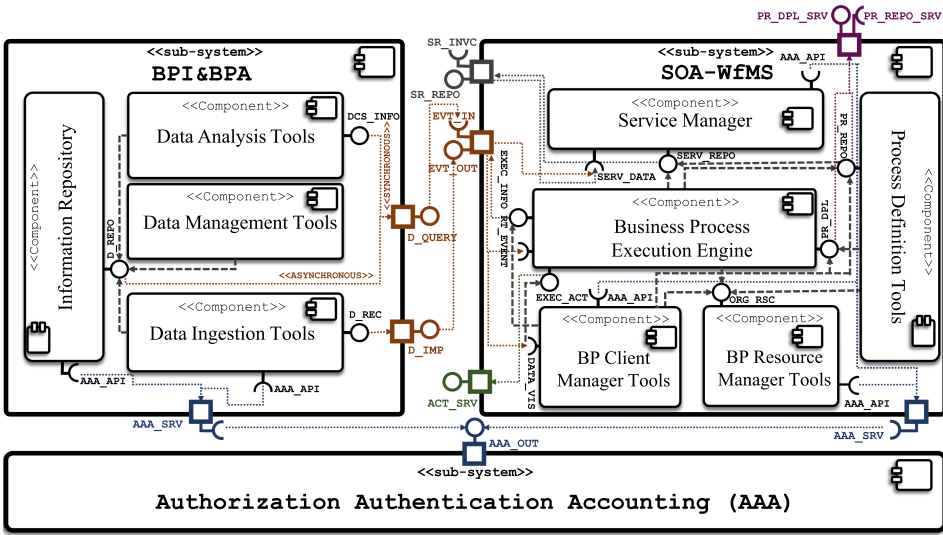 PR_DPL_SRV
PR_REPO_SRV
<<sub-system>>
BPI&BPA
<<Component>>
Information Repository
<<Component>>
Data Analysis Tools
DCS_INFO
<<SYNCHRONOUS>>
<<Component>>
Data Management Tools
D_REPO
D_QUERY
<<ASYNCHRONOUS>>
<<Component>>
Data Ingestion Tools
D_REC
D_IMP
AAA_API
AAA_API
AAA_SRV
SR_INVC
SR_REPO
EVT_IN
EVT_OUT
ACT_SRV
<<sub-system>>
SOA-WfMS
AAA_API
<<Component>>
Service Manager
SERV_DATA
SERV_REPO
PR_REPO
EXEC_INFO
RT_EVENT
<<Component>>
Business Process
Execution Engine
PR_DPL
EXEC_ACT
AAA_API
ORG_RSC
<<Component>>
BP Client
Manager Tools
DATA_VIS
<<Component>>
BP Resource
Manager Tools
AAA_API
Process Definition Tools
<<Component>>
AAA_SRV
AAA_OUT
<<sub-system>>
Authorization Authentication Accounting (AAA)